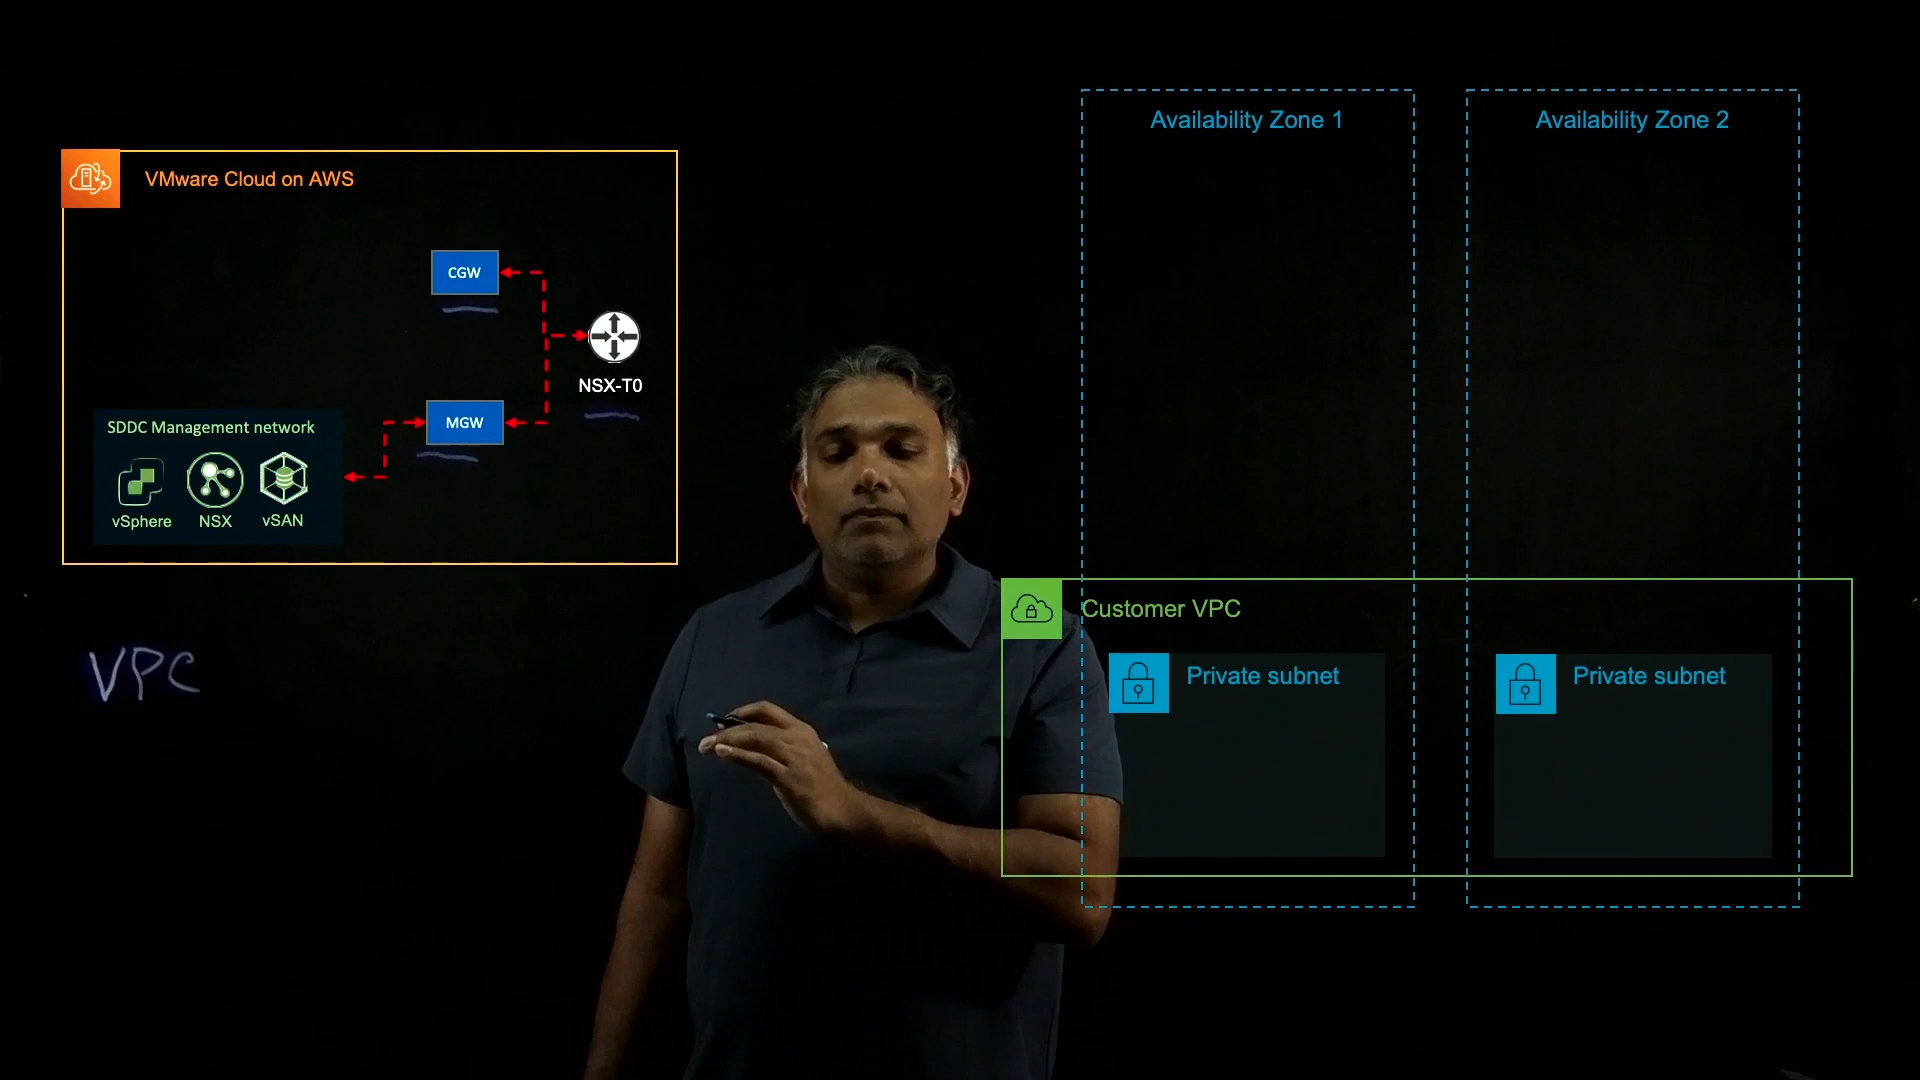 Availability Zone 1
Availability Zone 2
VMware Cloud on AWS
CGW
NSX-T0
MGW
SDDC Management network
vSphere
NSX
vSAN
Customer VPC
Private subnet
Private subnet
VPC